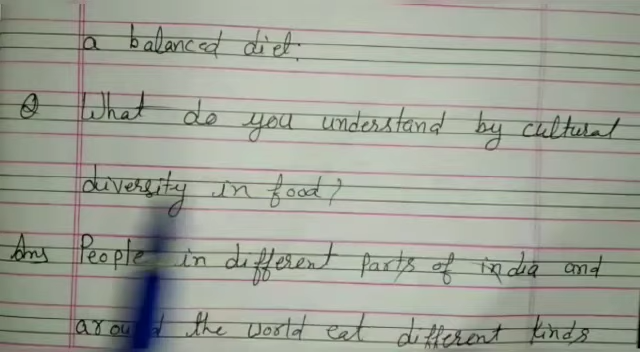 a balanced diet.
Q What do you understand by cultural
diversity in food?
Ans People in different parts of india and
around the world eat different kinds